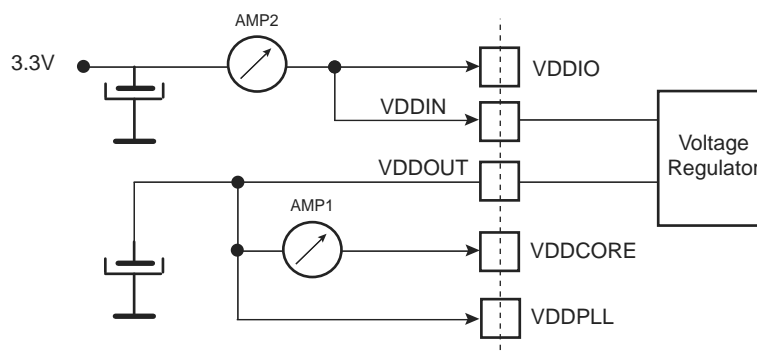 AMP2
3.3V
VDDIO
VDDIN
Voltage
Regulator
VDDOUT
AMP1
VDDCORE
VDDPLL